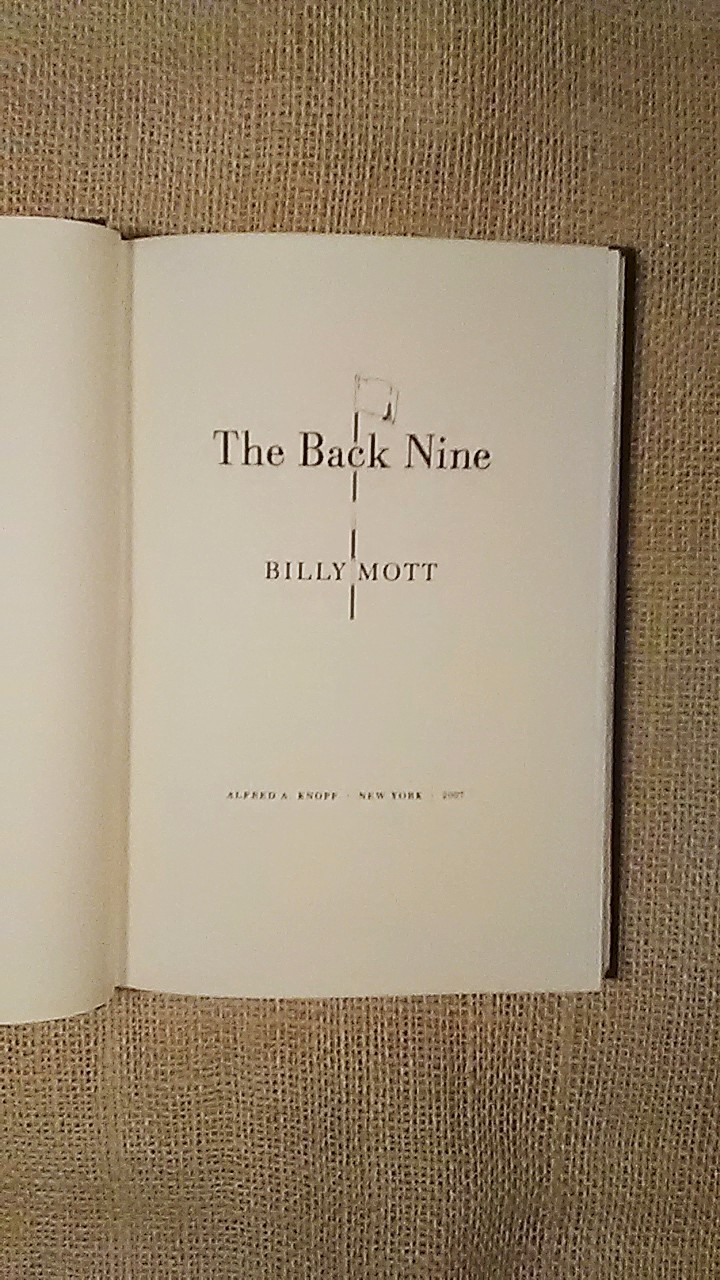 The Back Nine
BILLY MOTT
ALFRED A. KNOPF · NEW YORK · 2007